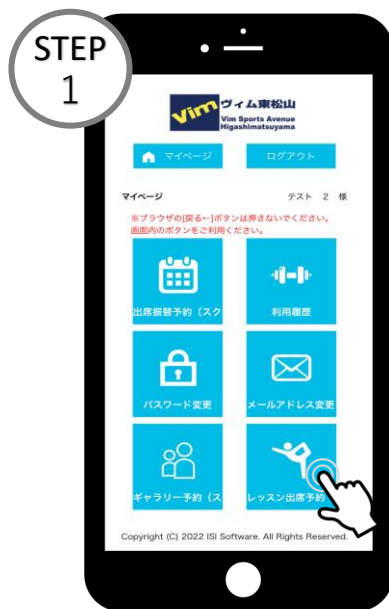 STEP
1
Vim
ヴィム東松山
Vim Sports Avenue
Higashimatsuyama
マイページ
ログアウト
マイページ
テスト 2 様
※ブラウザの[戻る←]ボタンは押さないでください。
画面内のボタンをご利用ください。
出席振替予約（スク
利用履歴
パスワード変更
メールアドレス変更
ギャラリー予約（ス
レッスン出席予約
Copyright (C) 2022 ISI Software. All Rights Reserved.